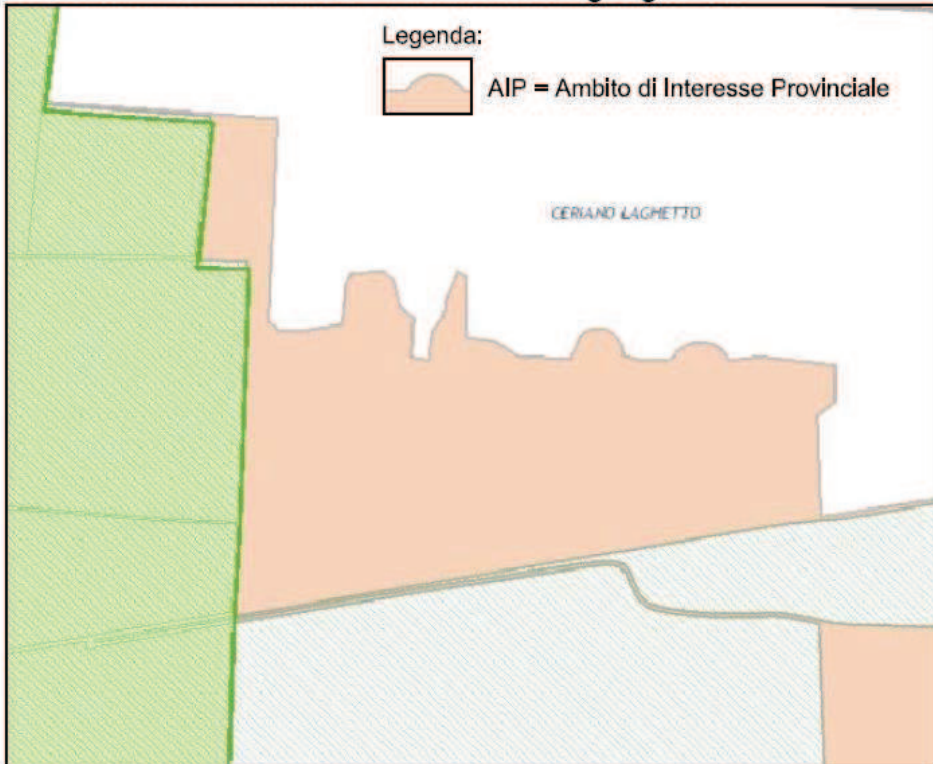 Legenda:
AIP = Ambito di Interesse Provinciale
CERIANO LAGHETTO